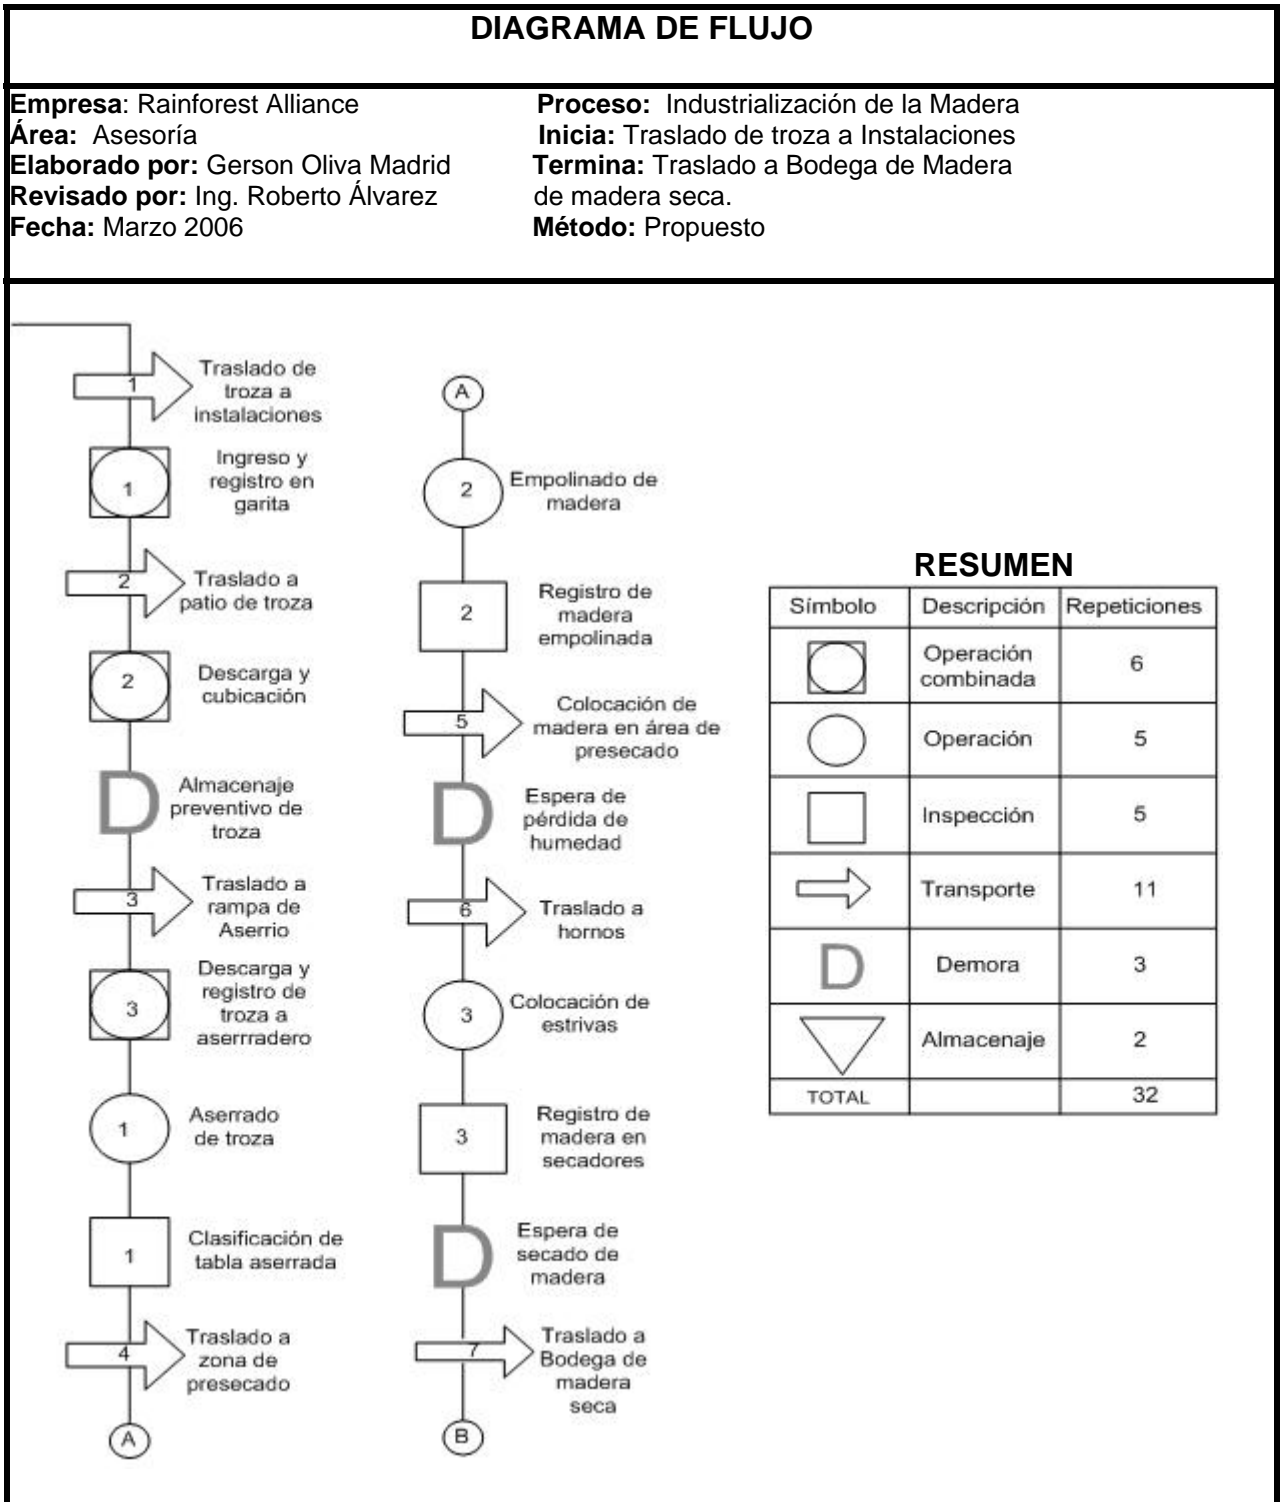 DIAGRAMA DE FLUJO
Empresa: Rainforest Alliance
Área: Asesoría
Elaborado por: Gerson Oliva Madrid
Revisado por: Ing. Roberto Álvarez
Fecha: Marzo 2006
Proceso: Industrialización de la Madera
Inicia: Traslado de troza a Instalaciones
Termina: Traslado a Bodega de Madera
de madera seca.
Método: Propuesto
1
Traslado de
troza a
instalaciones
1
Ingreso y
registro en
garita
2
Traslado a
patio de troza
2
Descarga y
cubicación
D
Almacenaje
preventivo de
troza
3
Traslado a
rampa de
Aserrio
3
Descarga y
registro de
troza a
aserrradero
1
Aserrado
de troza
1
Clasificación de
tabla aserrada
4
Traslado a
zona de
presecado
A
A
2
Empolinado de
madera
2
Registro de
madera
empolinada
5
Colocación de
madera en área de
presecado
D
Espera de
pérdida de
humedad
6
Traslado a
hornos
3
Colocación de
estrivas
3
Registro de
madera en
secadores
D
Espera de
secado de
madera
7
Traslado a
Bodega de
madera
seca
B
RESUMEN
Símbolo Descripción Repeticiones
Operación
combinada
6
Operación 5
Inspección 5
Transporte 11
D Demora 3
Almacenaje 2
TOTAL 32